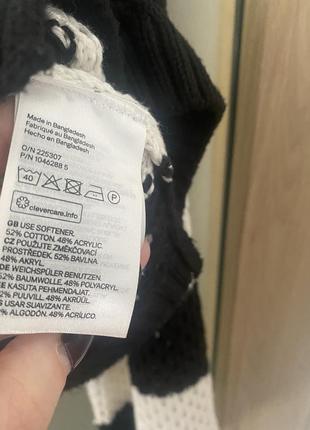 Made in Bangladesh
Fabriqué au Bangladesh
Hecho en Bangladesh
O/N 225307
P/N 1046288 5
40 P
clevercare.info
GB USE SOFTENER.
52% COTTON. 48% ACRYLIC.
CZ POUŽIJTE ZMĚKČOVACÍ
PROSTŘEDEK. 52% BAVLNA
48% AKRYL.
DE WEICHSPÜLER BENUTZEN.
52% BAUMWOLLE. 48% POLYACRYL.
EE KASUTA PEHMENDAJAT.
52% PUUVILL. 48% AKRÜÜL.
ES USAR SUAVIZANTE.
52% ALGODÓN. 48% ACRÍLICO.